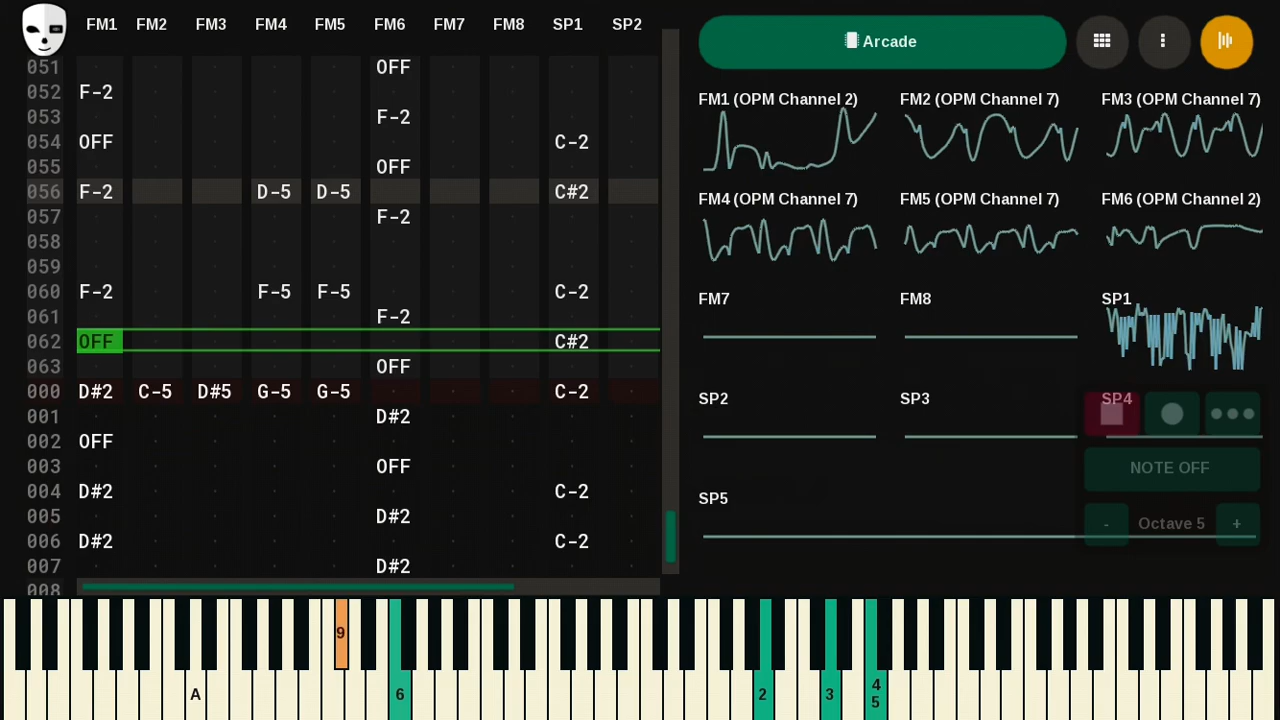 FM1 FM2 FM3 FM4 FM5 FM6 FM7 FM8 SP1 SP2
051 OFF
052 F-2
053 F-2
054 OFF C-2
055 OFF
056 F-2 D-5 D-5 C#2
057 F-2
058
059
060 F-2 F-5 F-5 C-2
061 F-2
062 OFF C#2
063 OFF
000 D#2 C-5 D#5 G-5 G-5 C-2
001 D#2
002 OFF
003 OFF
004 D#2 C-2
005 D#2
006 D#2 C-2
007 D#2
008
Arcade
FM1 (OPM Channel 2) FM2 (OPM Channel 7) FM3 (OPM Channel 7)
FM4 (OPM Channel 7) FM5 (OPM Channel 7) FM6 (OPM Channel 2)
FM7 FM8 SP1
SP2 SP3 SP4
NOTE OFF
SP5
- Octave 5 +
9
A 6 2 3 4
5